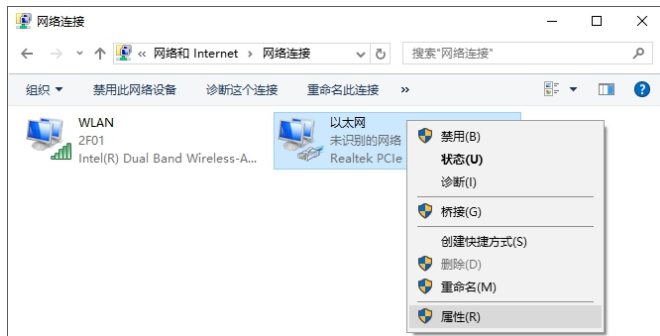 网络连接
« 网络和 Internet > 网络连接
搜索"网络连接"
组织 禁用此网络设备 诊断这个连接 重命名此连接 »
WLAN
2F01
Intel(R) Dual Band Wireless-A...
以太网
未识别的网络
Realtek PCIe
禁用(B)
状态(U)
诊断(I)
桥接(G)
创建快捷方式(S)
删除(D)
重命名(M)
属性(R)